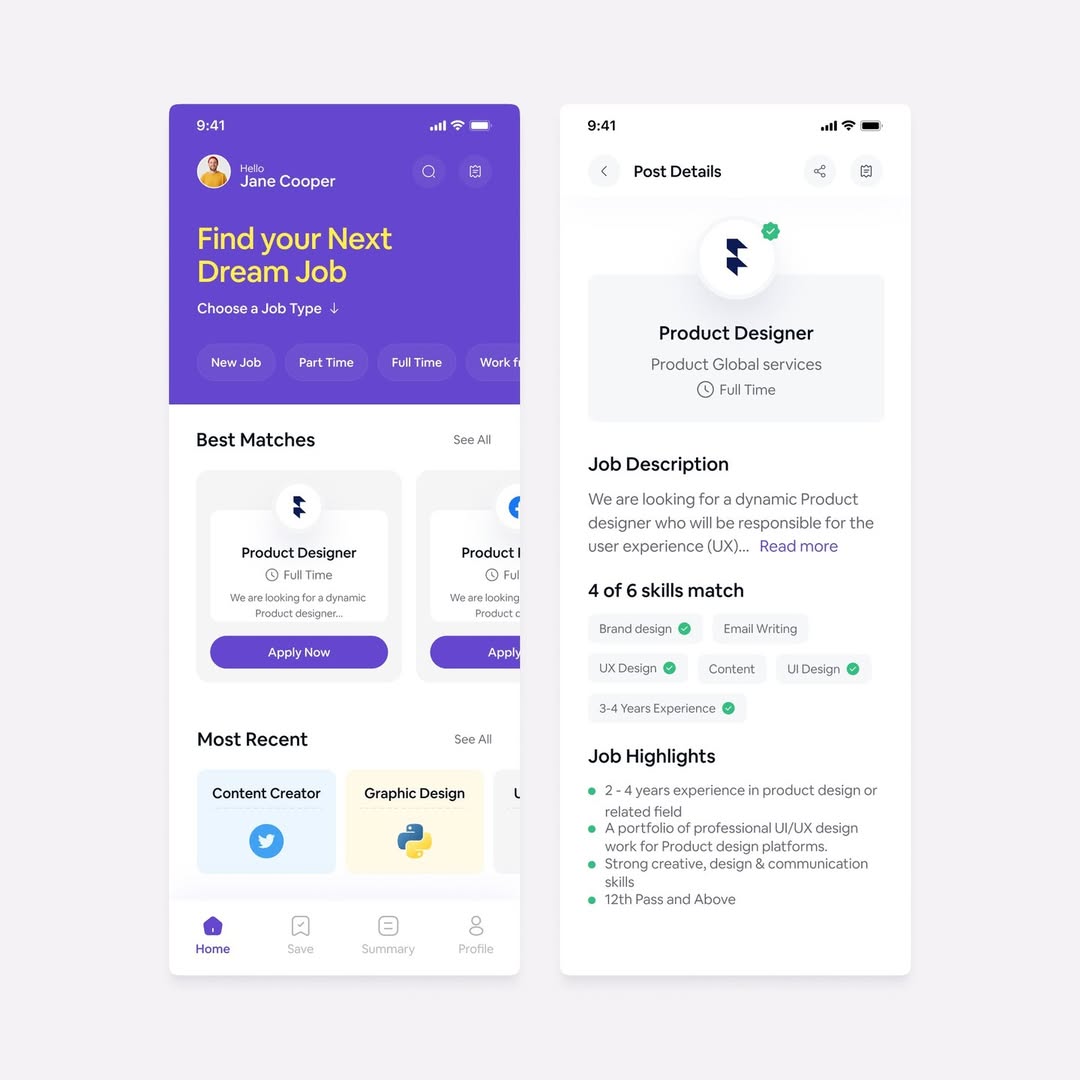 9:41
Hello
Jane Cooper
Find your Next
Dream Job
Choose a Job Type ↓
New Job
Part Time
Full Time
Work fr
Best Matches
See All
Product Designer
Full Time
We are looking for a dynamic
Product designer...
Apply Now
Product
Ful
We are looking
Product d
Apply
Most Recent
See All
Content Creator
Graphic Design
U
Home
Save
Summary
Profile
9:41
Post Details
Product Designer
Product Global services
Full Time
Job Description
We are looking for a dynamic Product
designer who will be responsible for the
user experience (UX)... Read more
4 of 6 skills match
Brand design
Email Writing
UX Design
Content
UI Design
3-4 Years Experience
Job Highlights
2 - 4 years experience in product design or
related field
A portfolio of professional UI/UX design
work for Product design platforms.
Strong creative, design & communication
skills
12th Pass and Above